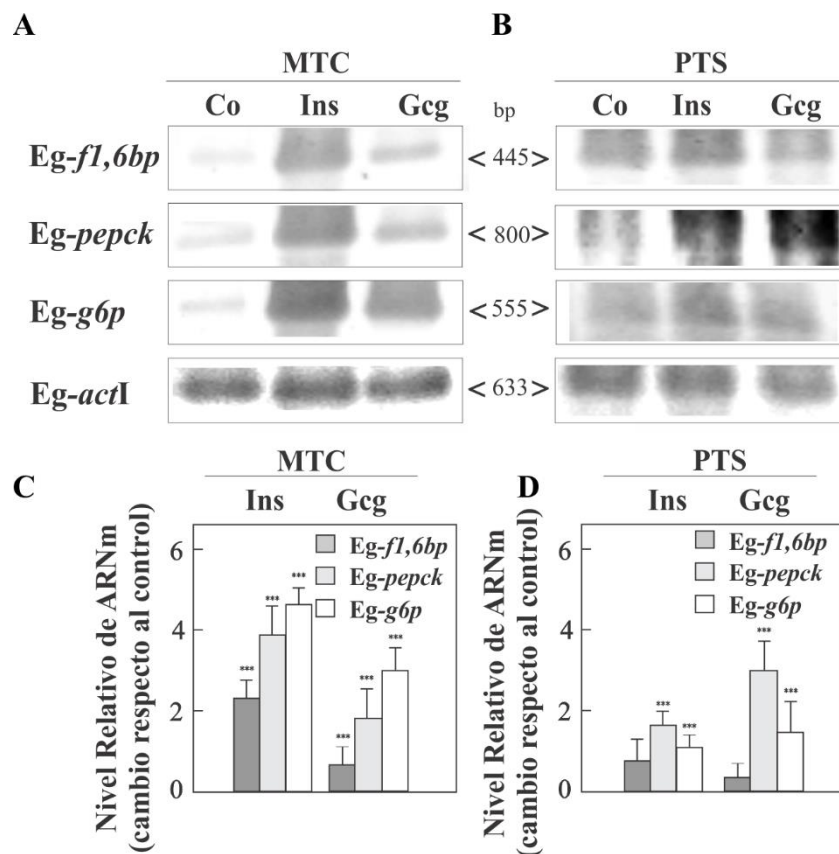 A B
MTC PTS
Co Ins Gcg bp Co Ins Gcg
Eg-f1,6bp < 445 >
Eg-pepck < 800 >
Eg-g6p < 555 >
Eg-actI < 633 >
C MTC D PTS
Ins Gcg Ins Gcg
Nivel Relativo de ARNm
(cambio respecto al control)
6
4
2
0
Eg-f1,6bp
Eg-pepck
Eg-g6p
*** *** *** *** *** ***
Nivel Relativo de ARNm
(cambio respecto al control)
6
4
2
0
Eg-f1,6bp
Eg-pepck
Eg-g6p
*** *** *** ***